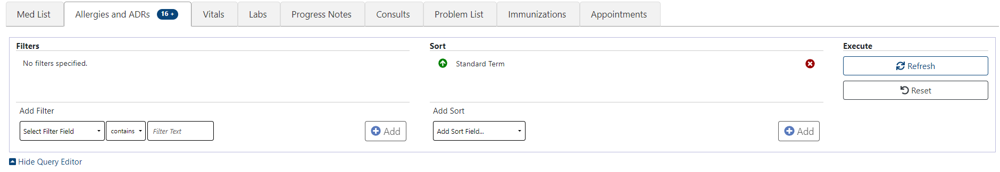 Med List Allergies and ADRs 16 + Vitals Labs Progress Notes Consults Problem List Immunizations Appointments
Filters
No filters specified.
Add Filter
Select Filter Field contains Filter Text Add
Sort
Standard Term
Add Sort
Add Sort Field... Add
Execute
Refresh
Reset
Hide Query Editor